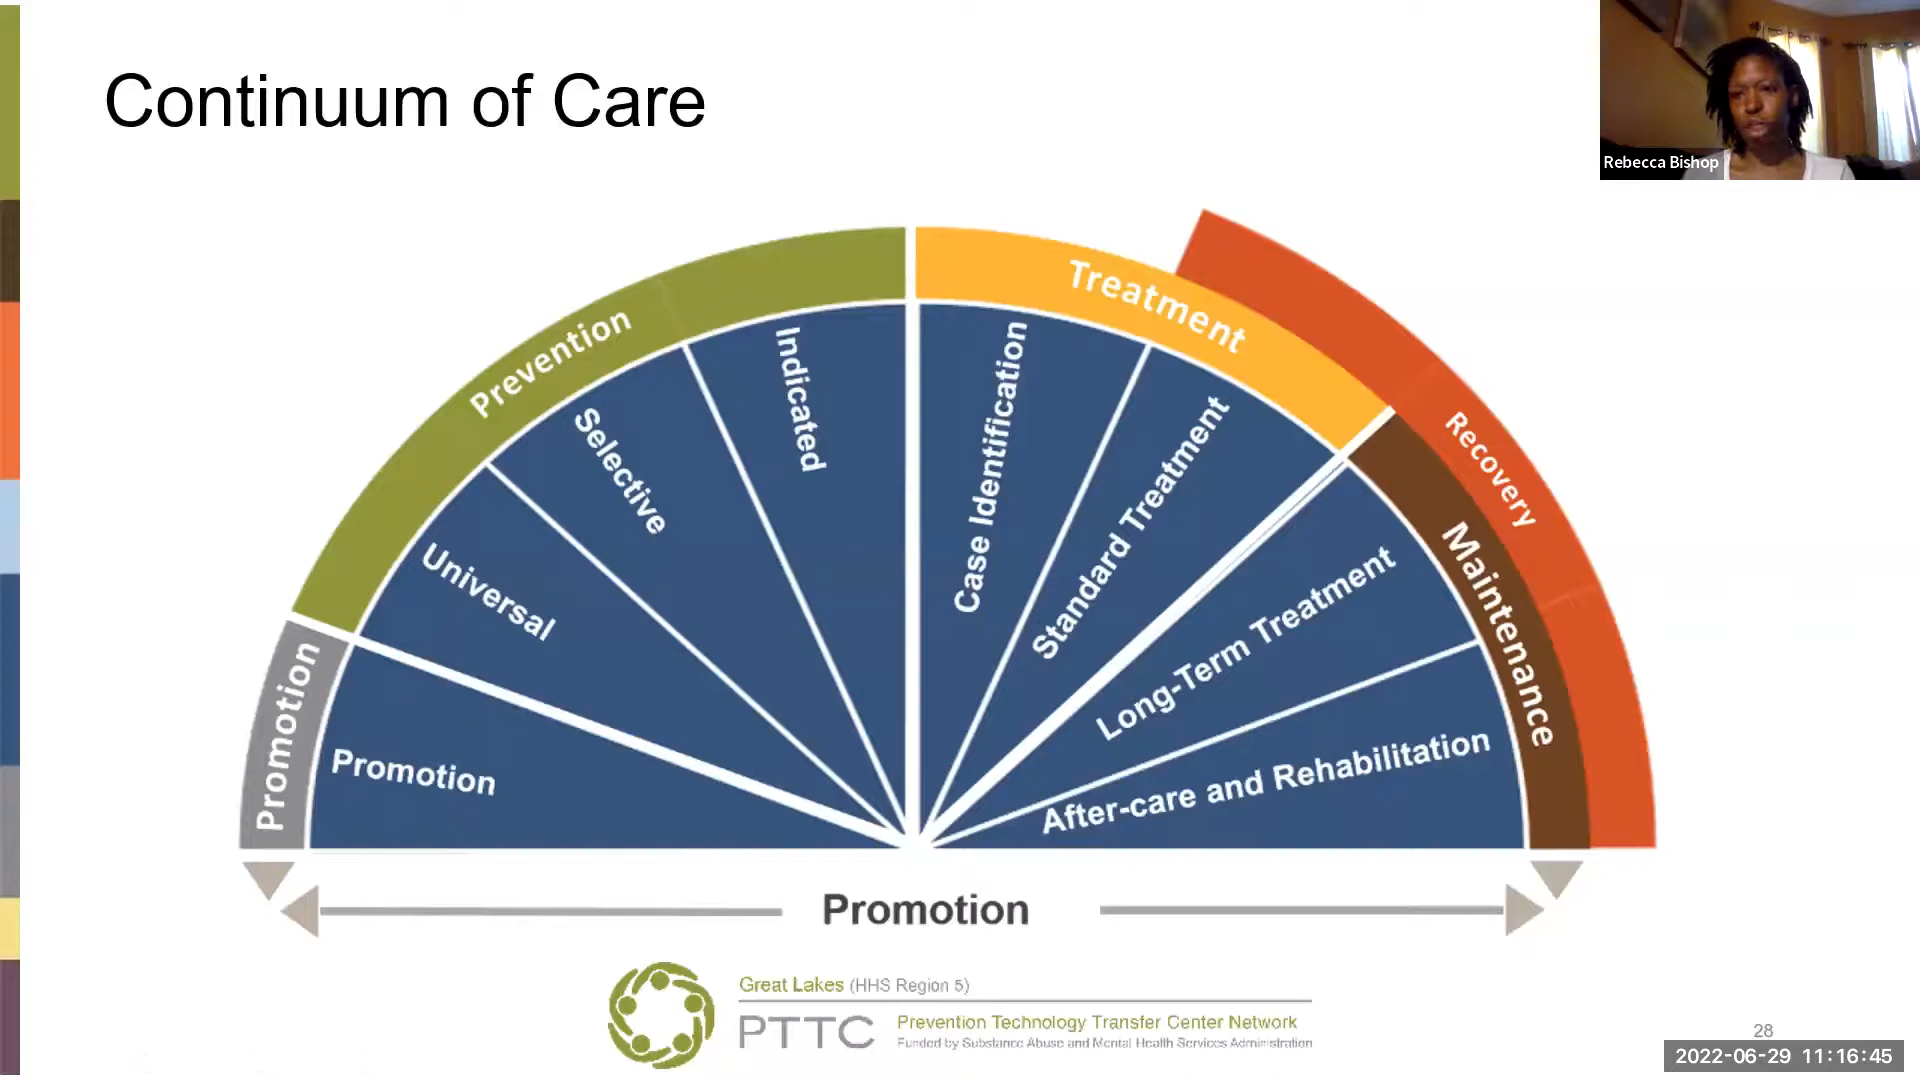 Continuum of Care
Rebecca Bishop
Promotion
Prevention
Treatment
Recovery
Maintenance
Promotion
Universal
Selective
Indicated
Case Identification
Standard Treatment
Long-Term Treatment
After-care and Rehabilitation
Promotion
Great Lakes (HHS Region 5)
PTTC
Prevention Technology Transfer Center Network
Funded by Substance Abuse and Mental Health Services Administration
28
2022-06-29 11:16:45